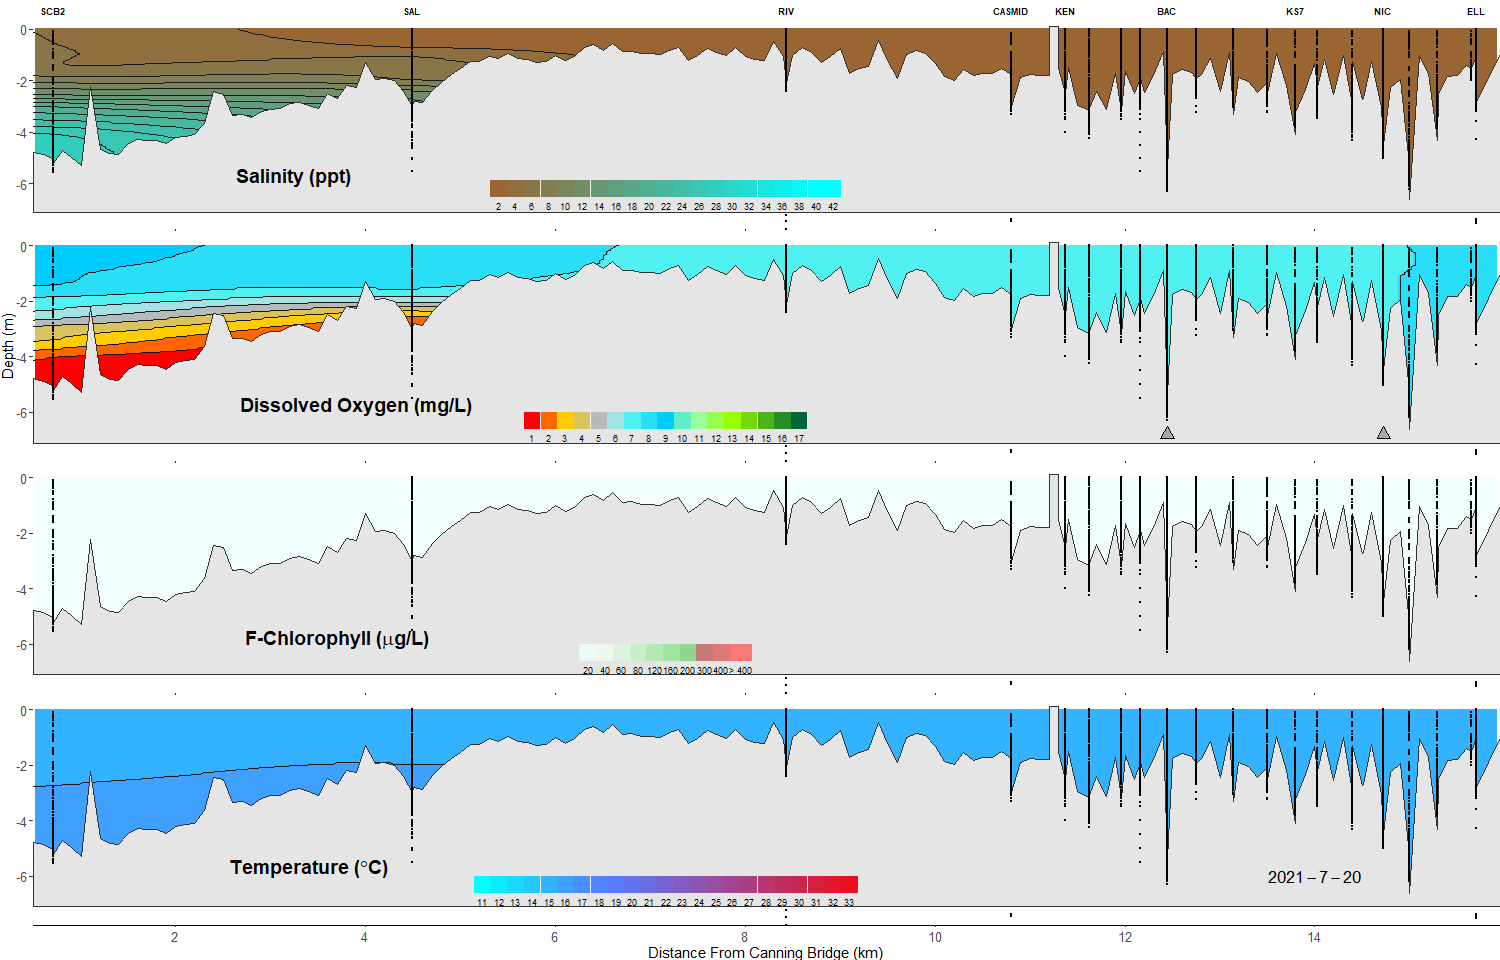 SCB2 SAL RIV CASMID KEN BAC KS7 NIC ELL
0
-2
-4
-6
Salinity (ppt)
2 4 6 8 10 12 14 16 18 20 22 24 26 28 30 32 34 36 38 40 42
0
-2
-4
-6
Dissolved Oxygen (mg/L)
1 2 3 4 5 6 7 8 9 10 11 12 13 14 15 16 17
Depth (m)
0
-2
-4
-6
F-Chlorophyll (μg/L)
20 40 60 80 120 160 200 300 400 > 400
0
-2
-4
-6
Temperature (°C)
2021 – 7 – 20
11 12 13 14 15 16 17 18 19 20 21 22 23 24 25 26 27 28 29 30 31 32 33
2 4 6 8 10 12 14
Distance From Canning Bridge (km)